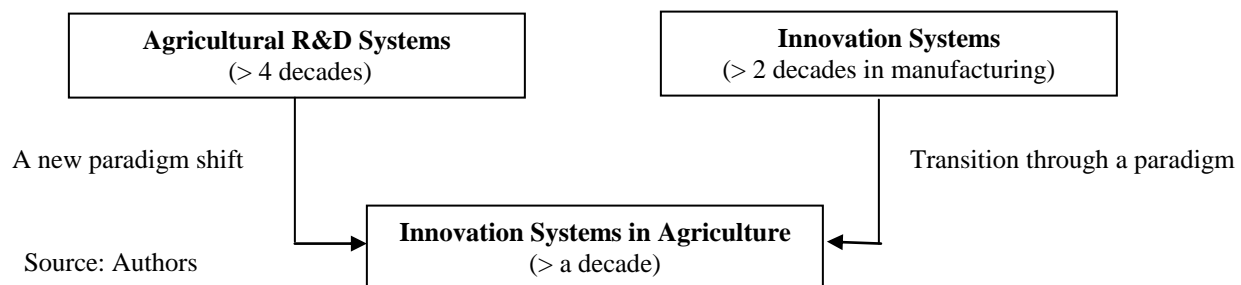 Agricultural R&D Systems
(> 4 decades)
Innovation Systems
(> 2 decades in manufacturing)
A new paradigm shift
Transition through a paradigm
Innovation Systems in Agriculture
(> a decade)
Source: Authors